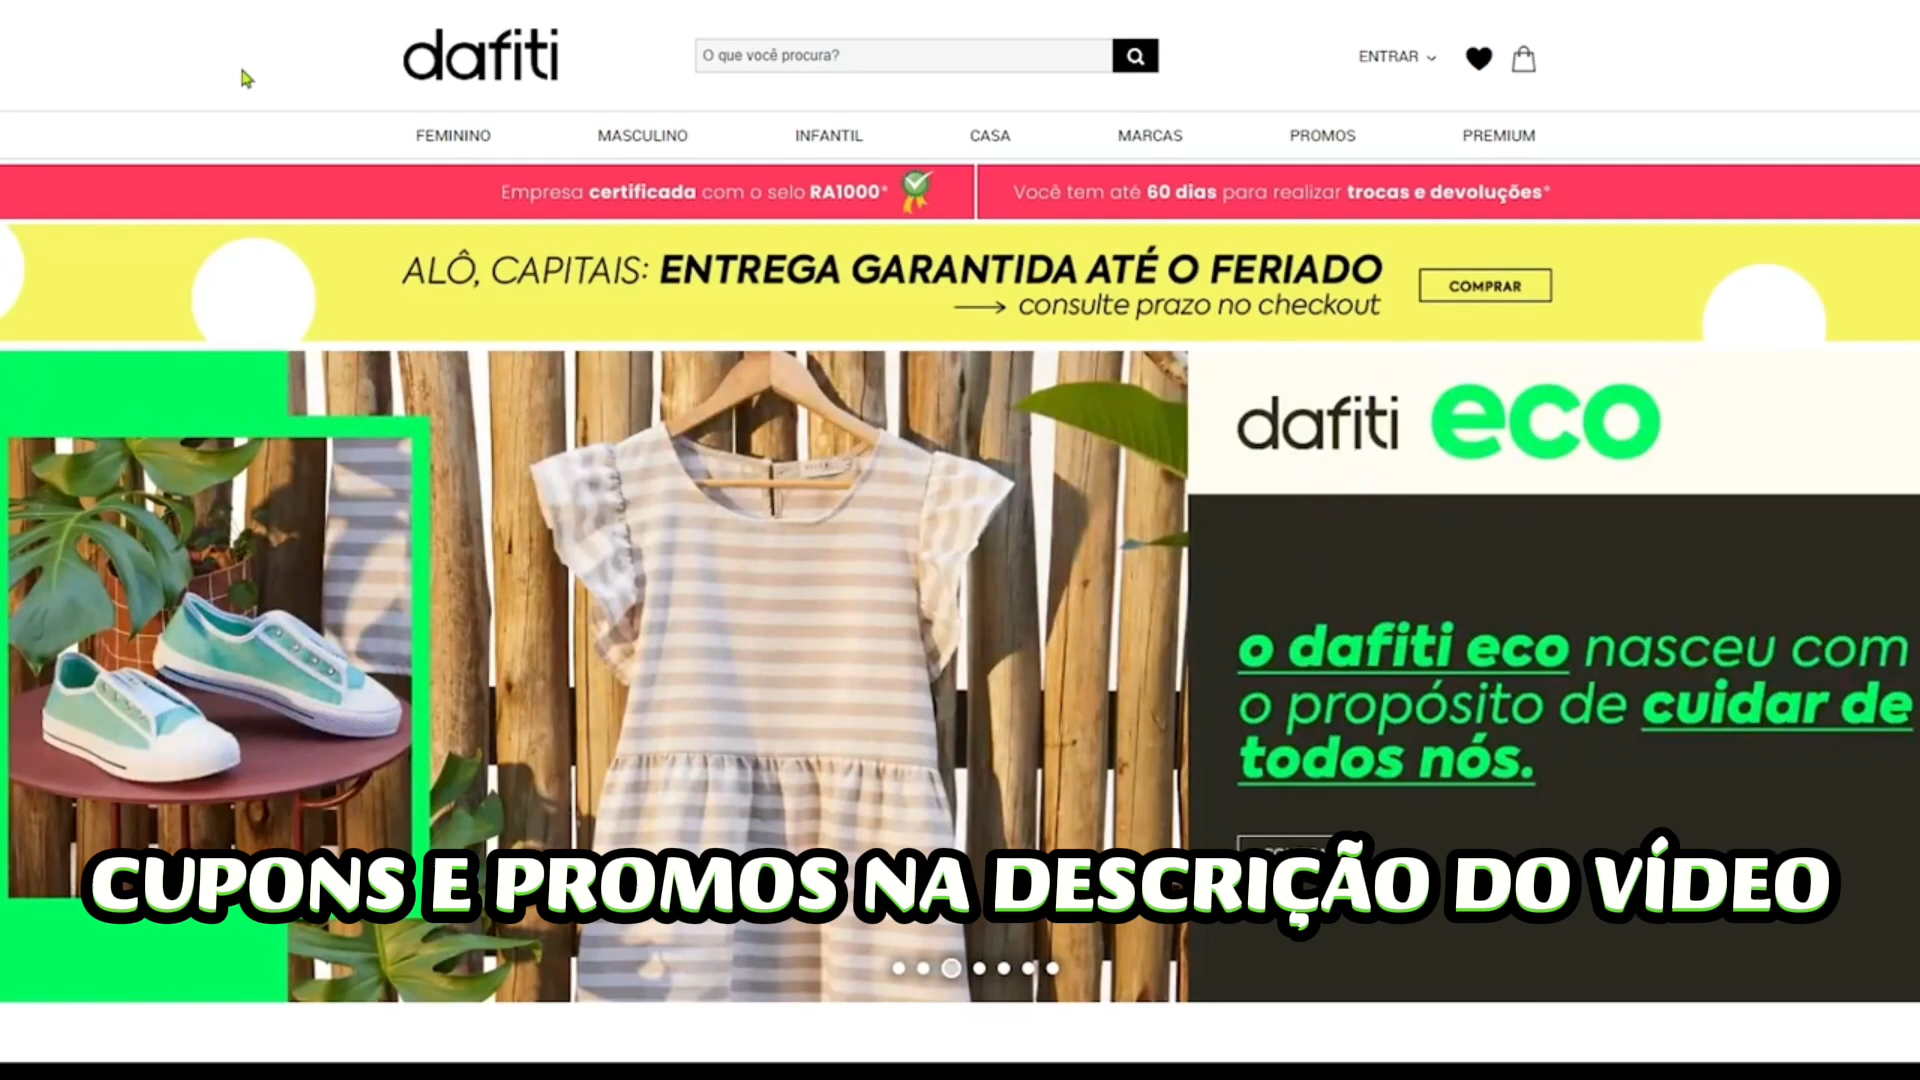 dafiti
O que você procura?
ENTRAR
FEMININO MASCULINO INFANTIL CASA MARCAS PROMOS PREMIUM
Empresa certificada com o selo RA1000*
Você tem até 60 dias para realizar trocas e devoluções*
ALÔ, CAPITAIS: ENTREGA GARANTIDA ATÉ O FERIADO
→ consulte prazo no checkout
COMPRAR
dafiti eco
o dafiti eco nasceu com
o propósito de cuidar de
todos nós.
CUPONS E PROMOS NA DESCRIÇÃO DO VÍDEO